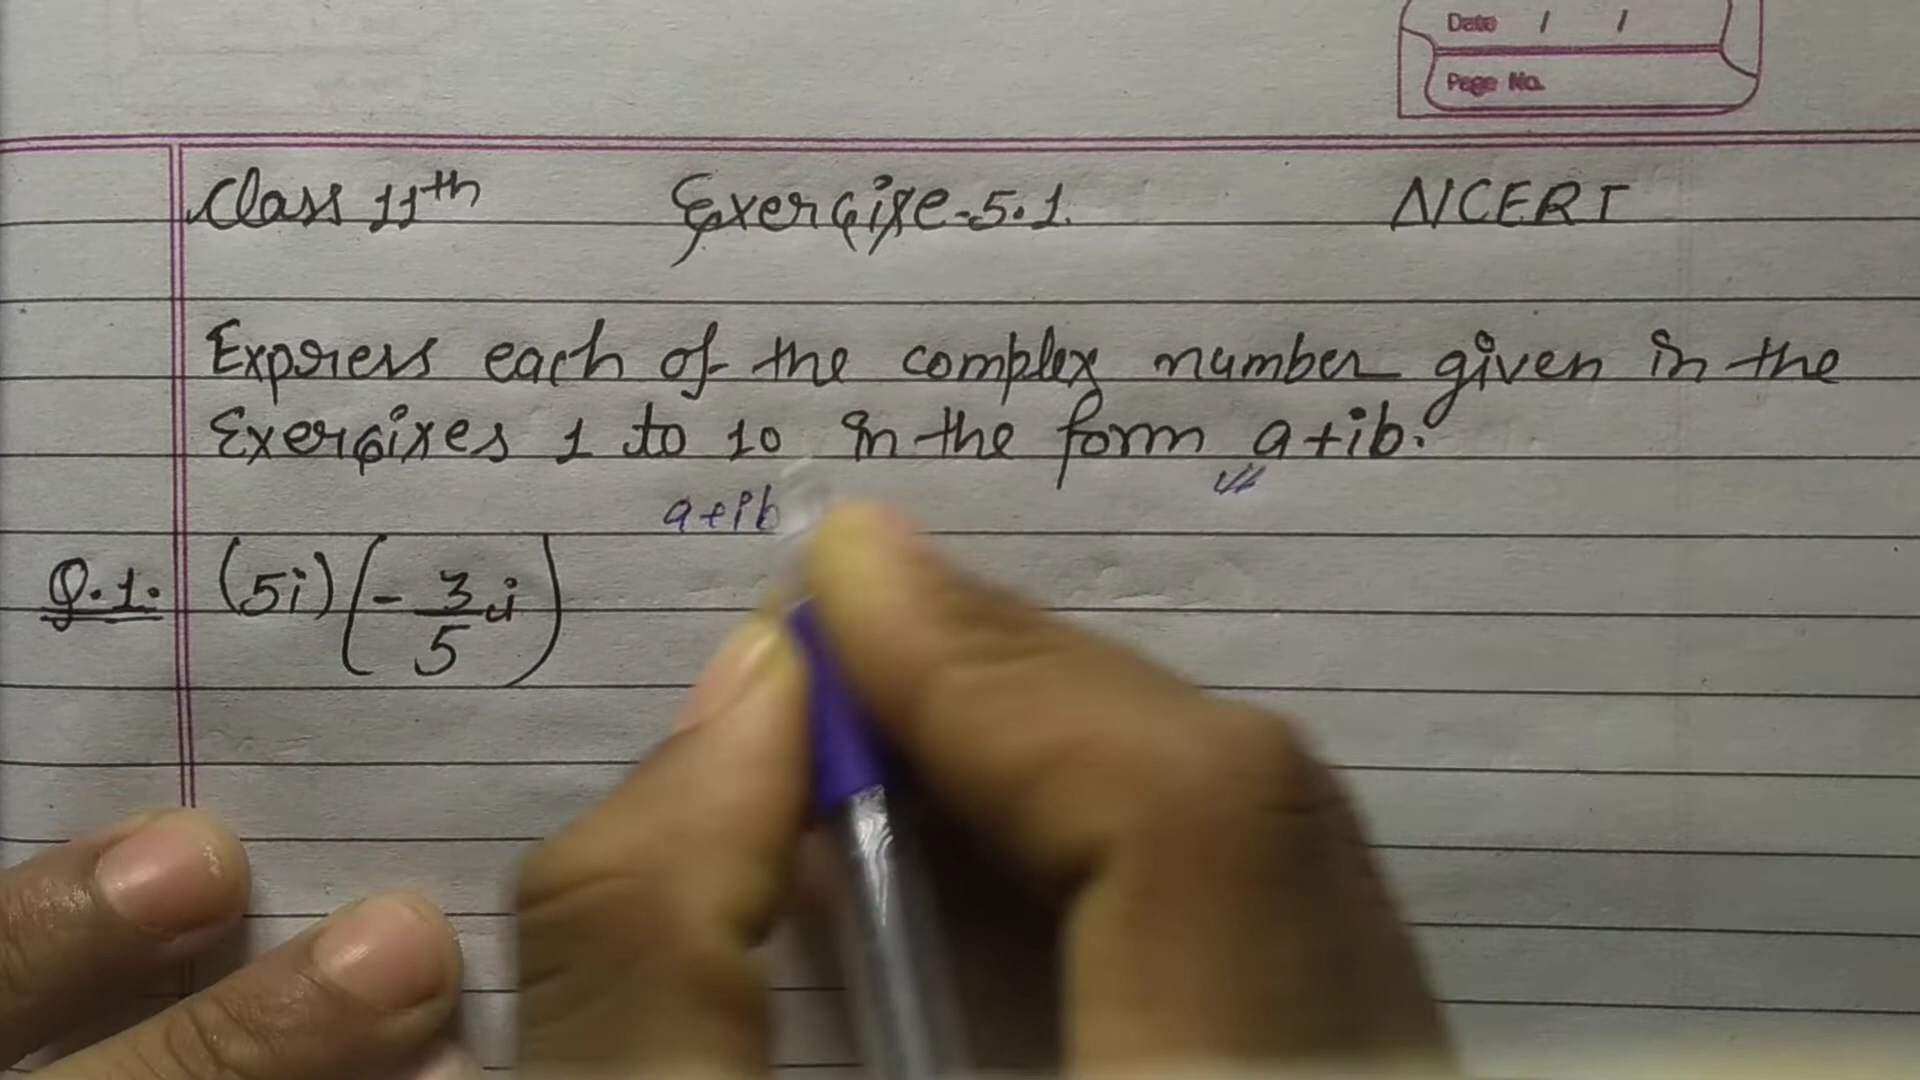 Date / /
Page No.
Class 11th Exercise-5.1. NCERT
Express each of the complex number given in the
Exercises 1 to 10 in the form a+ib.
a+ib
Q.1. (5i)(-3/5 i)